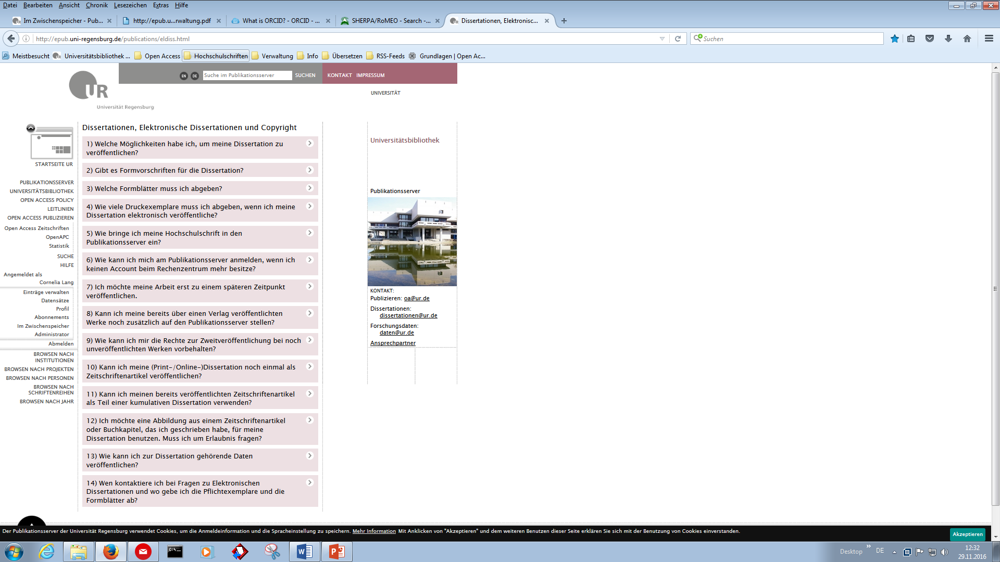 Datei Bearbeiten Ansicht Chronik Lesezeichen Extras Hilfe
Im Zwischenspeicher - Pub...
http://epub.u...rwaltung.pdf
What is ORCID? - ORCID - ...
SHERPA/RoMEO - Search -...
Dissertationen, Elektronisc...
http://epub.uni-regensburg.de/publications/eldiss.html
Suchen
Meistbesucht
Universitätsbibliothek ...
Open Access
Hochschulschriften
Verwaltung
Info
Übersetzen
RSS-Feeds
Grundlagen | Open Ac...
EN DE
Suche im Publikationsserver
SUCHEN
KONTAKT IMPRESSUM
UR
Universität Regensburg
UNIVERSITÄT
STARTSEITE UR
PUBLIKATIONSSERVER
UNIVERSITÄTSBIBLIOTHEK
OPEN ACCESS POLICY
LEITLINIEN
OPEN ACCESS PUBLIZIEREN
Open Access Zeitschriften
OpenAPC
Statistik
SUCHE
HILFE
Angemeldet als
Cornelia Lang
Einträge verwalten
Datensätze
Profil
Abonnements
Im Zwischenspeicher
Administrator
Abmelden
BROWSEN NACH
INSTITUTIONEN
BROWSEN NACH PROJEKTEN
BROWSEN NACH PERSONEN
BROWSEN NACH
SCHRIFTENREIHEN
BROWSEN NACH JAHR
Dissertationen, Elektronische Dissertationen und Copyright
1) Welche Möglichkeiten habe ich, um meine Dissertation zu
veröffentlichen?
2) Gibt es Formvorschriften für die Dissertation?
3) Welche Formblätter muss ich abgeben?
4) Wie viele Druckexemplare muss ich abgeben, wenn ich meine
Dissertation elektronisch veröffentliche?
5) Wie bringe ich meine Hochschulschrift in den
Publikationsserver ein?
6) Wie kann ich mich am Publikationsserver anmelden, wenn ich
keinen Account beim Rechenzentrum mehr besitze?
7) Ich möchte meine Arbeit erst zu einem späteren Zeitpunkt
veröffentlichen.
8) Kann ich meine bereits über einen Verlag veröffentlichten
Werke noch zusätzlich auf den Publikationsserver stellen?
9) Wie kann ich mir die Rechte zur Zweitveröffentlichung bei noch
unveröffentlichten Werken vorbehalten?
10) Kann ich meine (Print-/Online-)Dissertation noch einmal als
Zeitschriftenartikel veröffentlichen?
11) Kann ich meinen bereits veröffentlichten Zeitschriftenartikel
als Teil einer kumulativen Dissertation verwenden?
12) Ich möchte eine Abbildung aus einem Zeitschriftenartikel
oder Buchkapitel, das ich geschrieben habe, für meine
Dissertation benutzen. Muss ich um Erlaubnis fragen?
13) Wie kann ich zur Dissertation gehörende Daten
veröffentlichen?
14) Wen kontaktiere ich bei Fragen zu Elektronischen
Dissertationen und wo gebe ich die Pflichtexemplare und die
Formblätter ab?
Universitätsbibliothek
Publikationsserver
KONTAKT:
Publizieren: oa@ur.de
Dissertationen:
dissertationen@ur.de
Forschungsdaten:
daten@ur.de
Ansprechpartner
Der Publikationsserver der Universität Regensburg verwendet Cookies, um die Anmeldeinformation und die Spracheinstellung zu speichern. Mehr Information Mit Anklicken von "Akzeptieren" und dem weiteren Benutzen dieser Seite erklären Sie sich mit der Benutzung von Cookies einverstanden.
Akzeptieren
Desktop
DE
12:32
29.11.2016